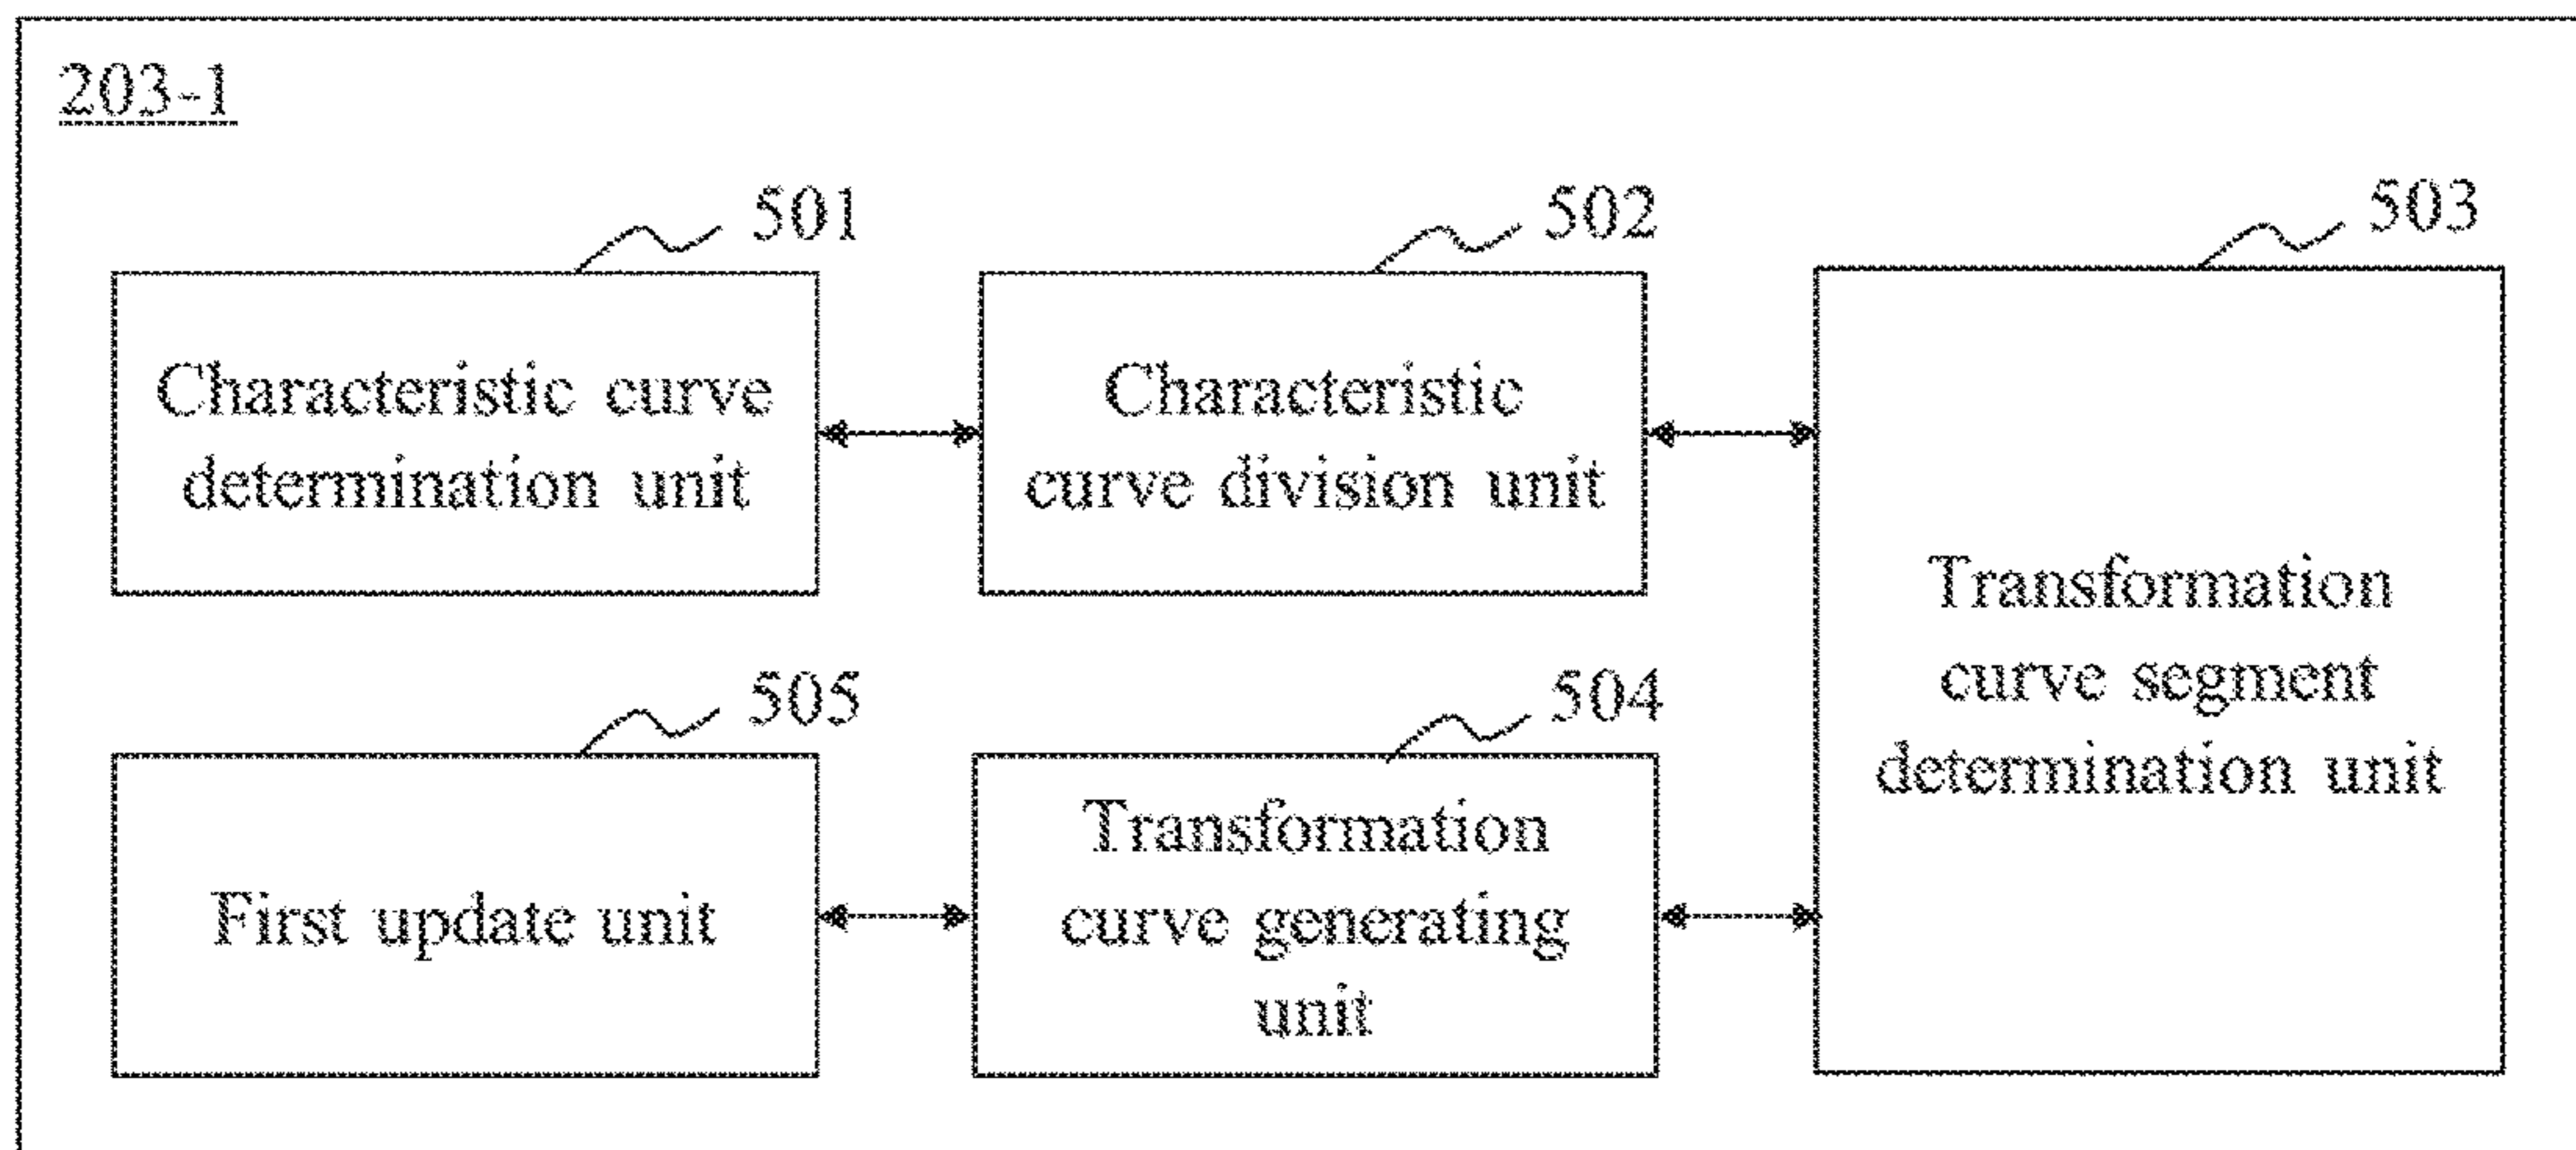 203-1
501
502
503
Characteristic curve
determination unit
Characteristic
curve division unit
Transformation
curve segment
determination unit
505
504
First update unit
Transformation
curve generating
unit